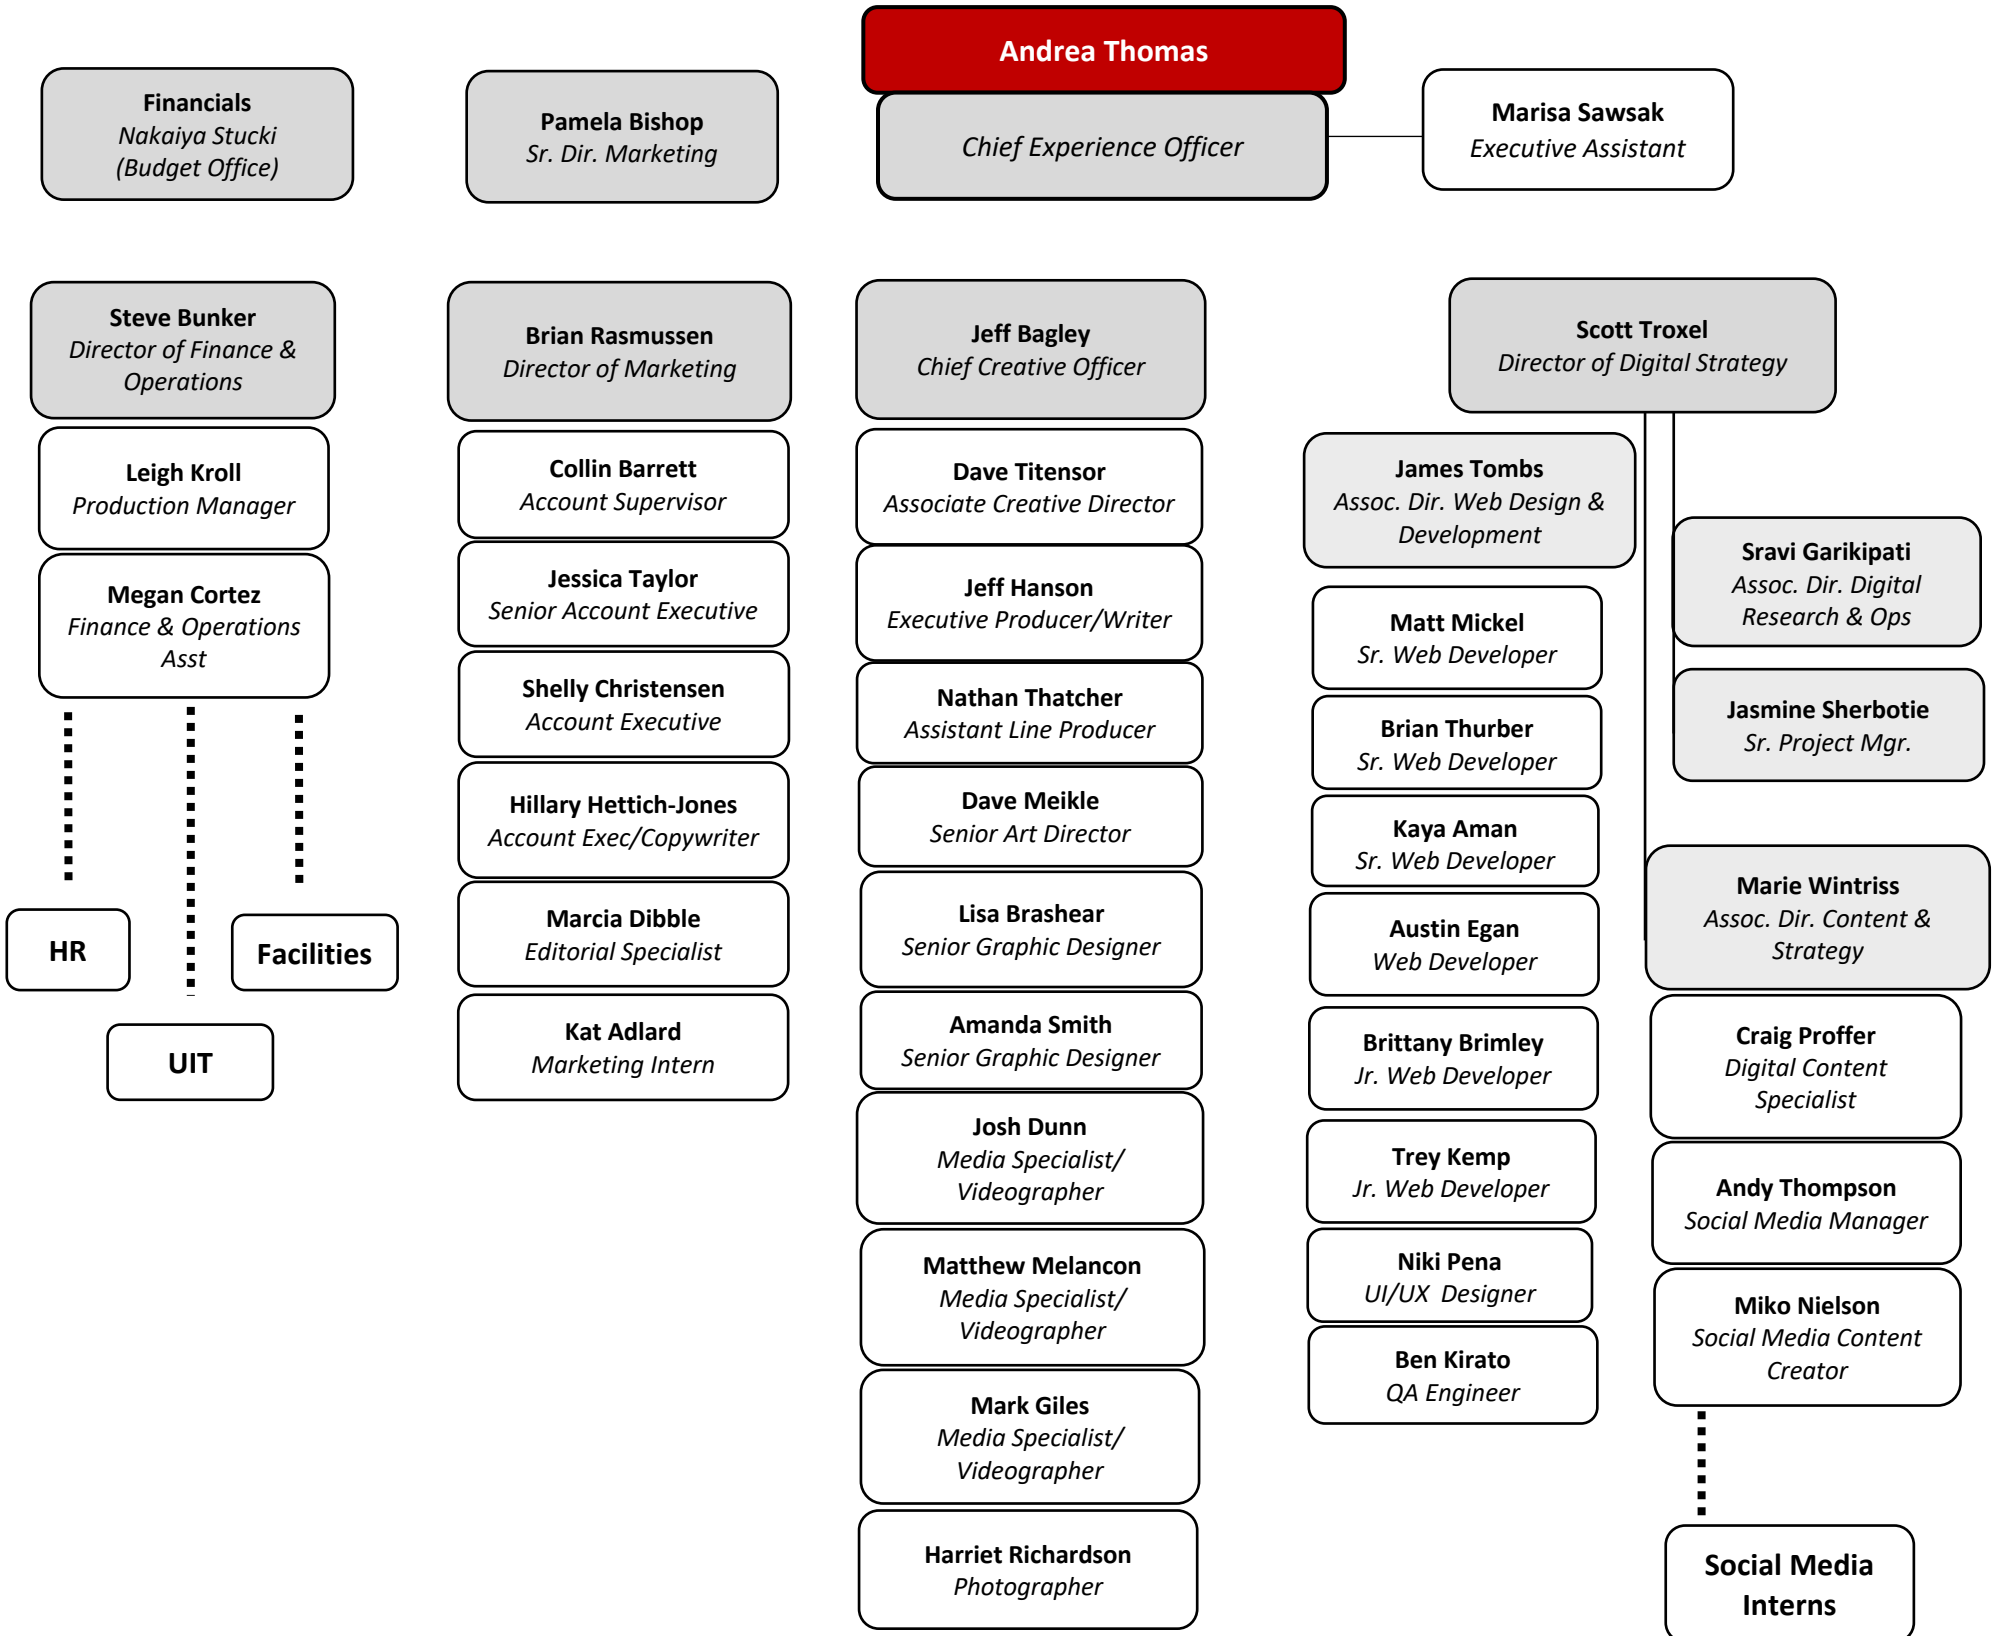 Andrea Thomas
Chief Experience Officer
Marisa Sawsak
Executive Assistant
Financials
Nakaiya Stucki
(Budget Office)
Pamela Bishop
Sr. Dir. Marketing
Steve Bunker
Director of Finance &
Operations
Leigh Kroll
Production Manager
Megan Cortez
Finance & Operations
Asst
HR
Facilities
UIT
Brian Rasmussen
Director of Marketing
Collin Barrett
Account Supervisor
Jessica Taylor
Senior Account Executive
Shelly Christensen
Account Executive
Hillary Hettich-Jones
Account Exec/Copywriter
Marcia Dibble
Editorial Specialist
Kat Adlard
Marketing Intern
Jeff Bagley
Chief Creative Officer
Dave Titensor
Associate Creative Director
Jeff Hanson
Executive Producer/Writer
Nathan Thatcher
Assistant Line Producer
Dave Meikle
Senior Art Director
Lisa Brashear
Senior Graphic Designer
Amanda Smith
Senior Graphic Designer
Josh Dunn
Media Specialist/
Videographer
Matthew Melancon
Media Specialist/
Videographer
Mark Giles
Media Specialist/
Videographer
Harriet Richardson
Photographer
Scott Troxel
Director of Digital Strategy
James Tombs
Assoc. Dir. Web Design &
Development
Matt Mickel
Sr. Web Developer
Brian Thurber
Sr. Web Developer
Kaya Aman
Sr. Web Developer
Austin Egan
Web Developer
Brittany Brimley
Jr. Web Developer
Trey Kemp
Jr. Web Developer
Niki Pena
UI/UX  Designer
Ben Kirato
QA Engineer
Sravi Garikipati
Assoc. Dir. Digital
Research & Ops
Jasmine Sherbotie
Sr. Project Mgr.
Marie Wintriss
Assoc. Dir. Content &
Strategy
Craig Proffer
Digital Content
Specialist
Andy Thompson
Social Media Manager
Miko Nielson
Social Media Content
Creator
Social Media
Interns